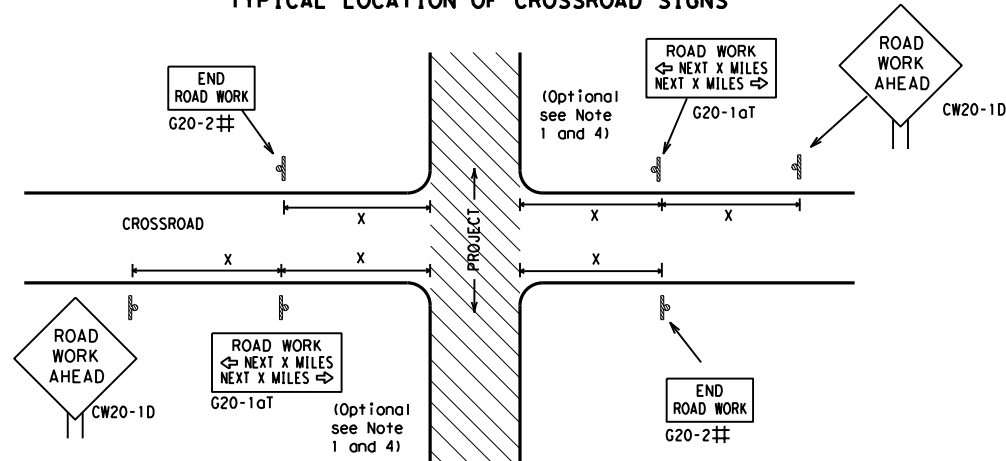 TYPICAL LOCATION OF CROSSROAD SIGNS
END
ROAD WORK
G20-2#
(Optional
see Note
1 and 4)
ROAD WORK
⇦ NEXT X MILES
NEXT X MILES ⇨
G20-1aT
ROAD
WORK
AHEAD
CW20-1D
X
X
X
CROSSROAD
PROJECT
X
X
X
ROAD
WORK
AHEAD
CW20-1D
ROAD WORK
⇦ NEXT X MILES
NEXT X MILES ⇨
G20-1aT
(Optional
see Note
1 and 4)
END
ROAD WORK
G20-2#